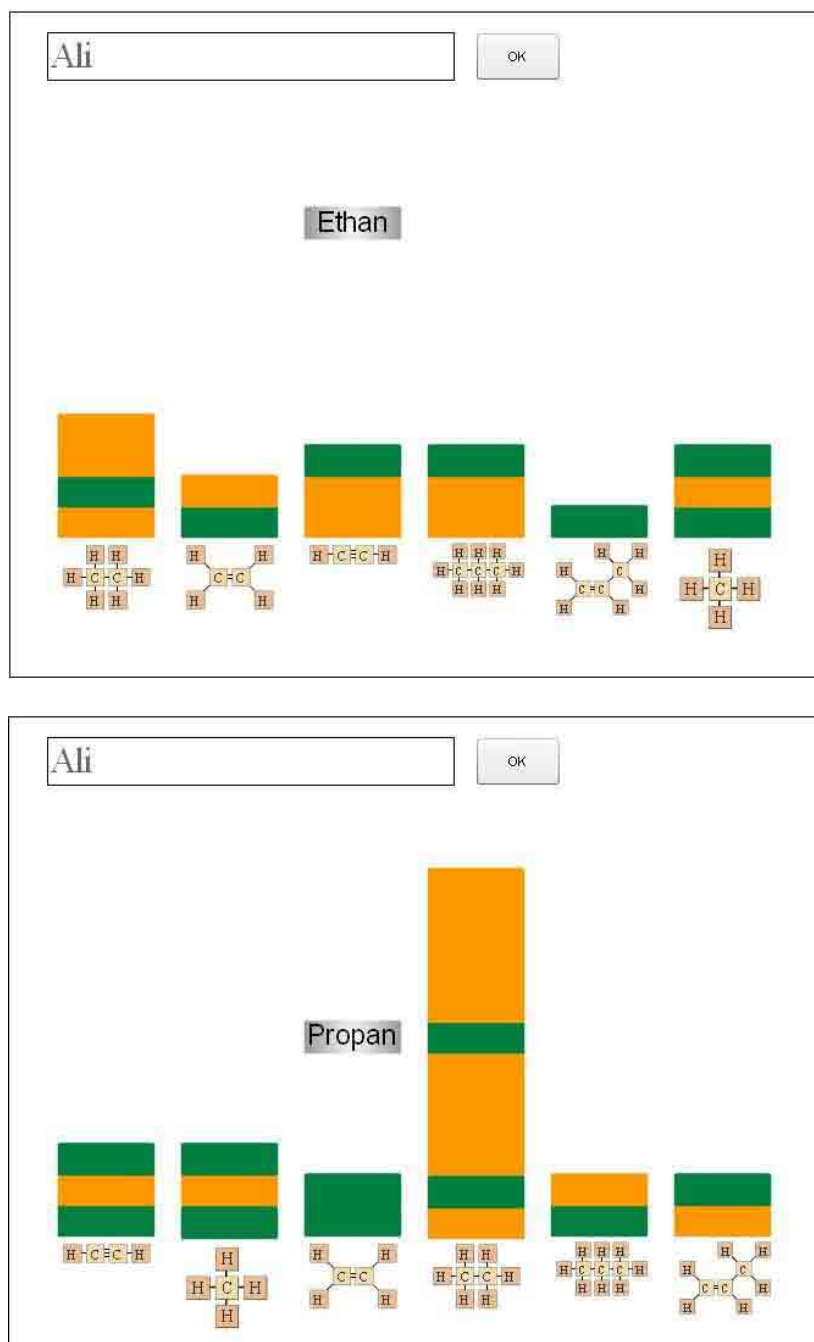 Ali
OK
Ethan
H H
H-C-C-H
H H
H H
C=C
H H
H-C≡C-H
H H H
H-C-C-C-H
H H H
H H
H C
C=C H
H H
H
H-C-H
H
Ali
OK
Propan
H-C≡C-H
H
H-C-H
H
H H
C=C
H H
H H
H-C-C-H
H H
H H H
H-C-C-C-H
H H H
H H
H C
C=C H
H H